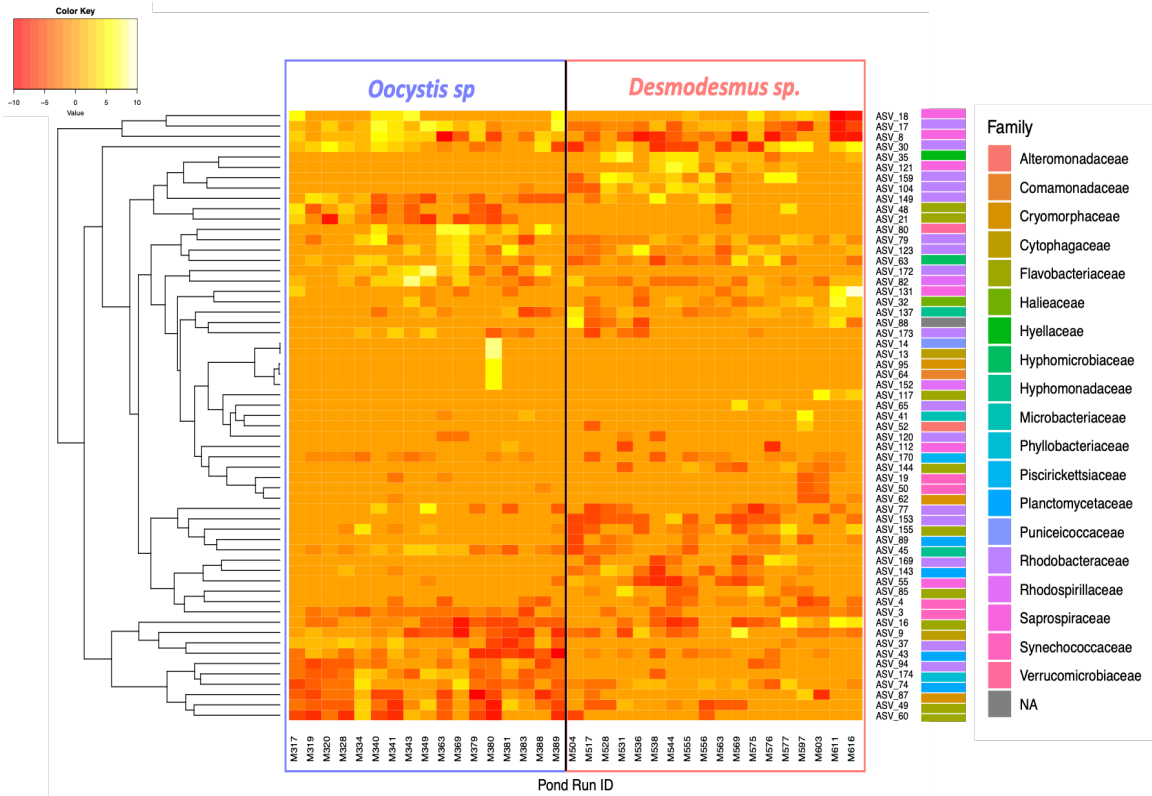 Color Key
−10 −5 0 5 10
Value
Oocystis sp
Desmodesmus sp.
ASV_18
ASV_17
ASV_8
ASV_30
ASV_35
ASV_121
ASV_159
ASV_104
ASV_149
ASV_48
ASV_21
ASV_80
ASV_79
ASV_123
ASV_63
ASV_172
ASV_82
ASV_131
ASV_32
ASV_137
ASV_88
ASV_173
ASV_14
ASV_13
ASV_95
ASV_64
ASV_152
ASV_117
ASV_65
ASV_41
ASV_52
ASV_120
ASV_112
ASV_170
ASV_144
ASV_19
ASV_50
ASV_62
ASV_77
ASV_153
ASV_155
ASV_89
ASV_45
ASV_169
ASV_143
ASV_55
ASV_85
ASV_4
ASV_3
ASV_16
ASV_9
ASV_37
ASV_43
ASV_94
ASV_174
ASV_74
ASV_87
ASV_49
ASV_60
Family
Alteromonadaceae
Comamonadaceae
Cryomorphaceae
Cytophagaceae
Flavobacteriaceae
Halieaceae
Hyellaceae
Hyphomicrobiaceae
Hyphomonadaceae
Microbacteriaceae
Phyllobacteriaceae
Piscirickettsiaceae
Planctomycetaceae
Puniceicoccaceae
Rhodobacteraceae
Rhodospirillaceae
Saprospiraceae
Synechococcaceae
Verrucomicrobiaceae
NA
M317
M319
M320
M328
M334
M340
M341
M343
M349
M363
M369
M379
M380
M381
M383
M388
M389
M504
M517
M528
M531
M536
M538
M544
M555
M556
M563
M569
M575
M576
M577
M597
M603
M611
M616
Pond Run ID